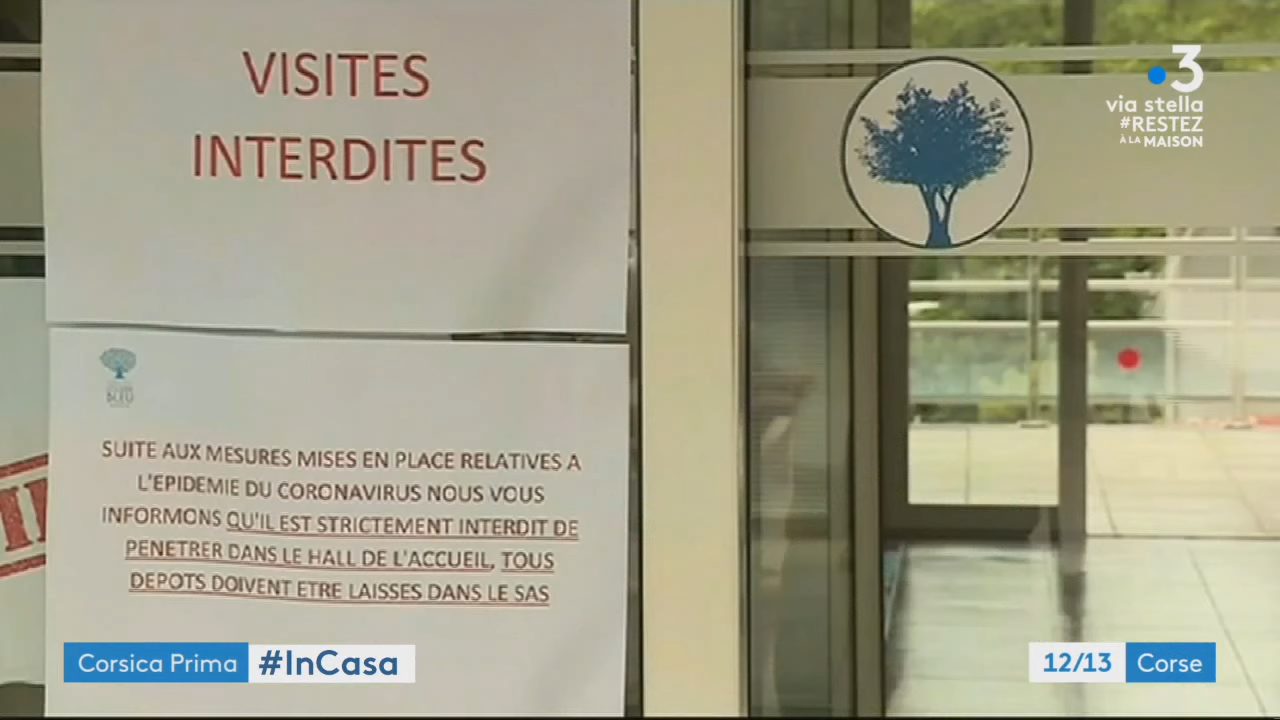 VISITES
INTERDITES
3
via stella
#RESTEZ
À LA MAISON
BLEU
SUITE AUX MESURES MISES EN PLACE RELATIVES A
L'EPIDEMIE DU CORONAVIRUS NOUS VOUS
INFORMONS QU'IL EST STRICTEMENT INTERDIT DE
PENETRER DANS LE HALL DE L'ACCUEIL, TOUS
DEPOTS DOIVENT ETRE LAISSES DANS LE SAS
Corsica Prima #InCasa
12/13 Corse